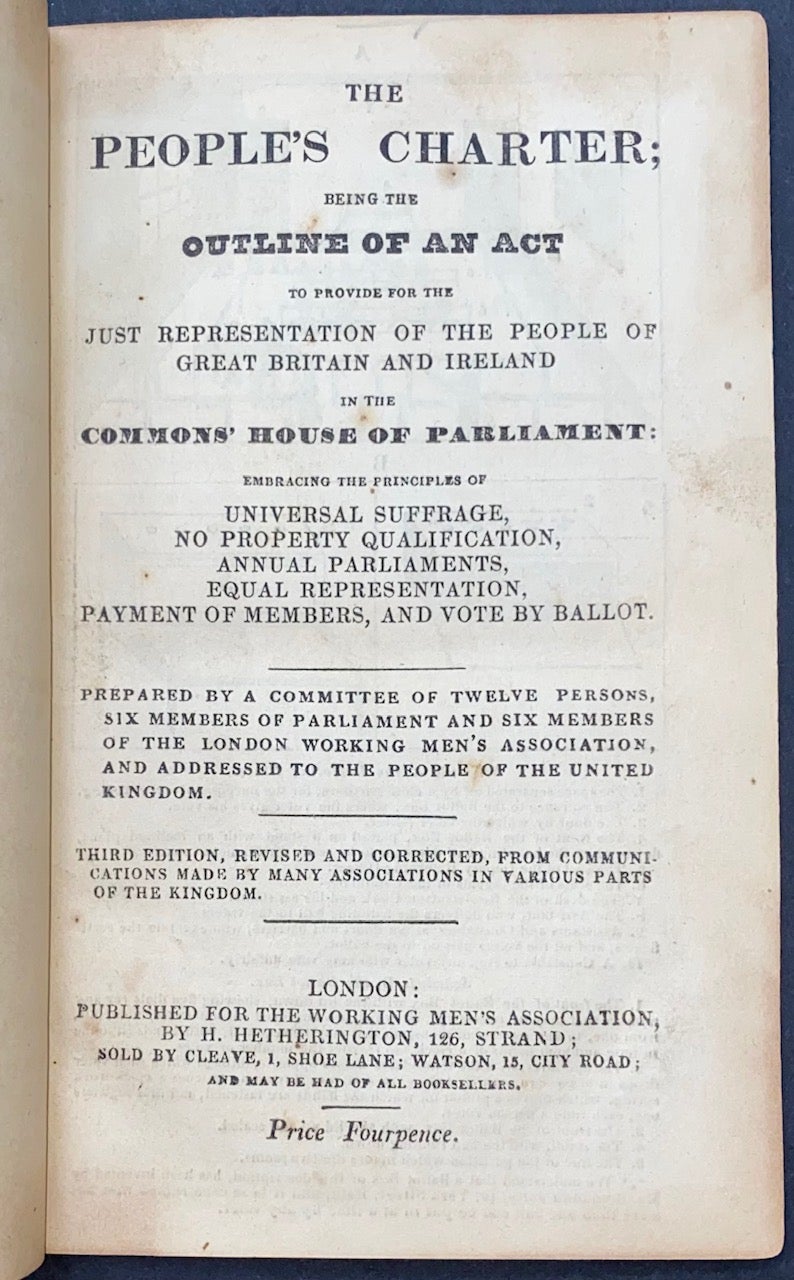 THE
PEOPLE'S CHARTER;
BEING THE
OUTLINE OF AN ACT
TO PROVIDE FOR THE
JUST REPRESENTATION OF THE PEOPLE OF
GREAT BRITAIN AND IRELAND
IN THE
COMMONS' HOUSE OF PARLIAMENT:
EMBRACING THE PRINCIPLES OF
UNIVERSAL SUFFRAGE,
NO PROPERTY QUALIFICATION,
ANNUAL PARLIAMENTS,
EQUAL REPRESENTATION,
PAYMENT OF MEMBERS, AND VOTE BY BALLOT.
PREPARED BY A COMMITTEE OF TWELVE PERSONS,
SIX MEMBERS OF PARLIAMENT AND SIX MEMBERS
OF THE LONDON WORKING MEN'S ASSOCIATION,
AND ADDRESSED TO THE PEOPLE OF THE UNITED
KINGDOM.
THIRD EDITION, REVISED AND CORRECTED, FROM COMMUNI-
CATIONS MADE BY MANY ASSOCIATIONS IN VARIOUS PARTS
OF THE KINGDOM.
LONDON:
PUBLISHED FOR THE WORKING MEN'S ASSOCIATION,
BY H. HETHERINGTON, 126, STRAND;
SOLD BY CLEAVE, 1, SHOE LANE; WATSON, 15, CITY ROAD;
AND MAY BE HAD OF ALL BOOKSELLERS.
Price Fourpence.